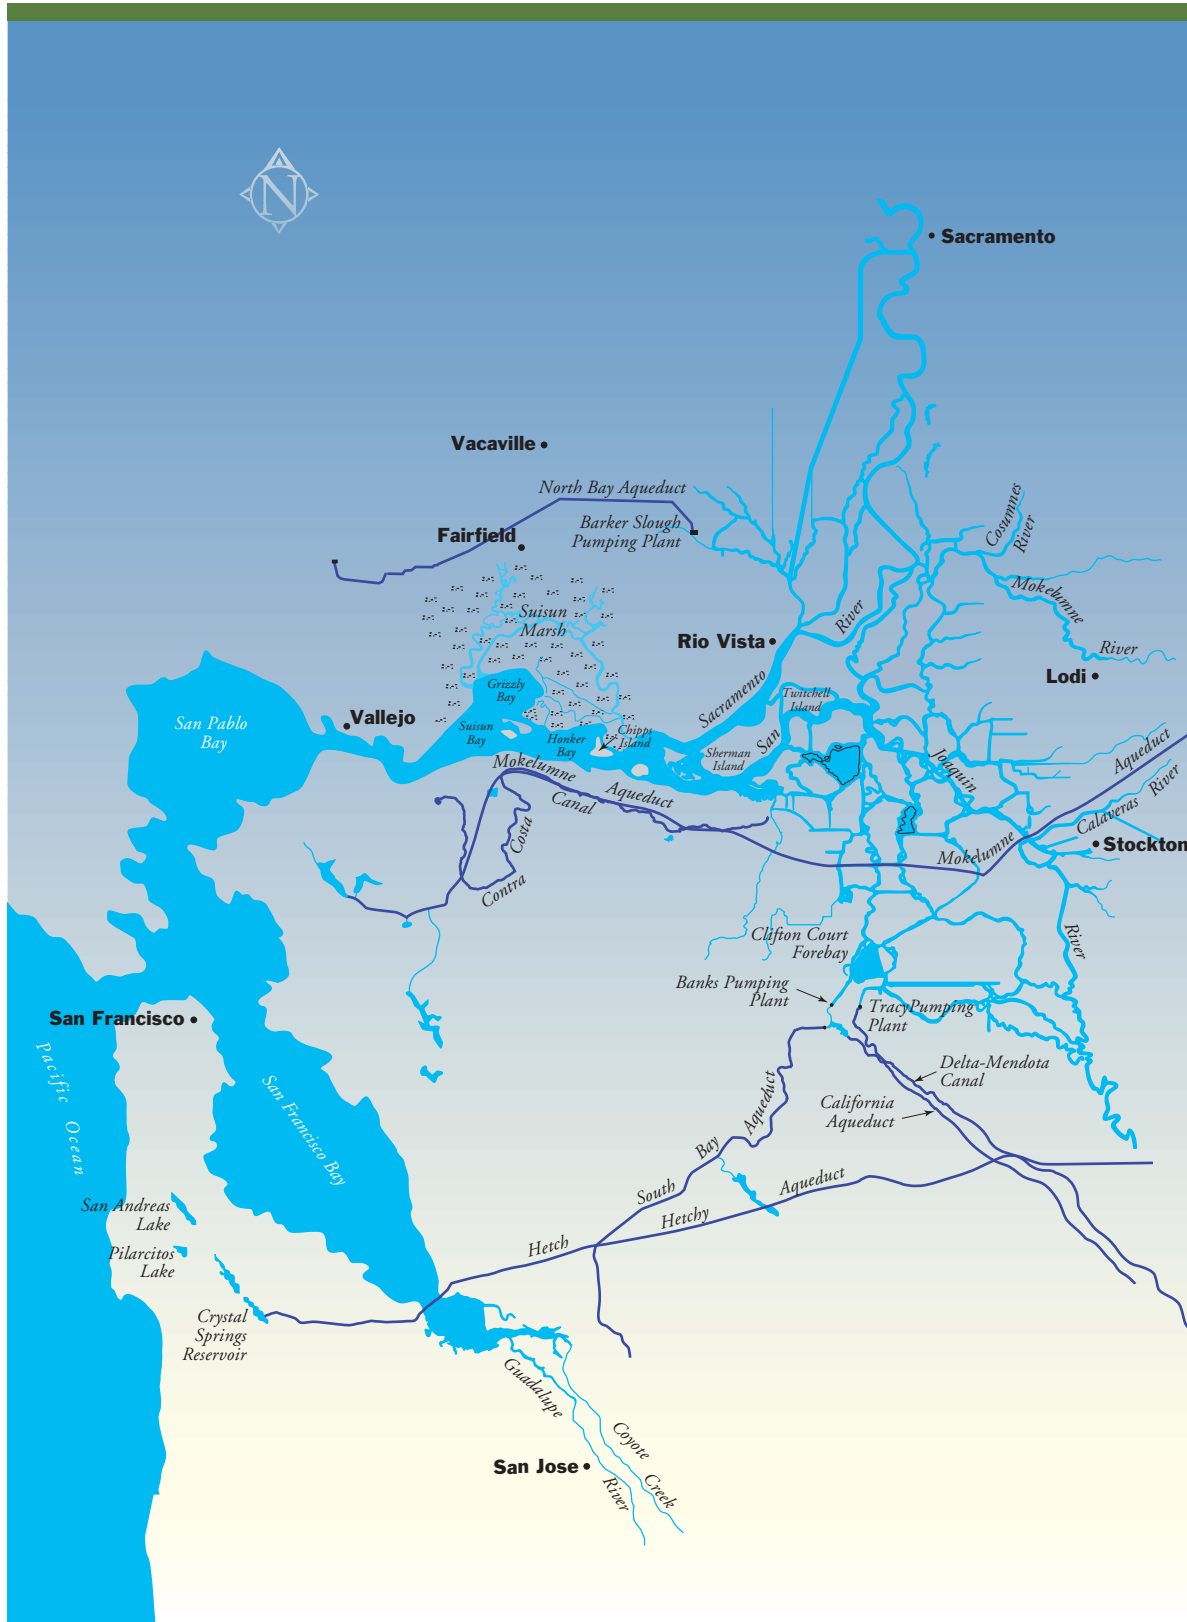 N
Sacramento
Vacaville
North Bay Aqueduct
Barker Slough
Pumping Plant
Fairfield
Cosumnes
River
Mokelumne
River
Suisun
Marsh
River
Rio Vista
Lodi
Sacramento
Grizzly
Bay
Twitchell
Island
San Pablo
Bay
Vallejo
Suisun
Bay
Honker
Bay
Chipps
Island
San
Sherman
Island
Joaquin
Aqueduct
River
Calaveras
Mokelumne
Aqueduct
Canal
Costa
Contra
Mokelumne
Stockton
River
Clifton Court
Forebay
Banks Pumping
Plant
TracyPumping
Plant
San Francisco
Pacific Ocean
San Francisco Bay
Delta-Mendota
Canal
California
Aqueduct
South Bay Aqueduct
Hetch Hetchy Aqueduct
San Andreas
Lake
Pilarcitos
Lake
Crystal
Springs
Reservoir
Guadalupe
River
Coyote
Creek
San Jose